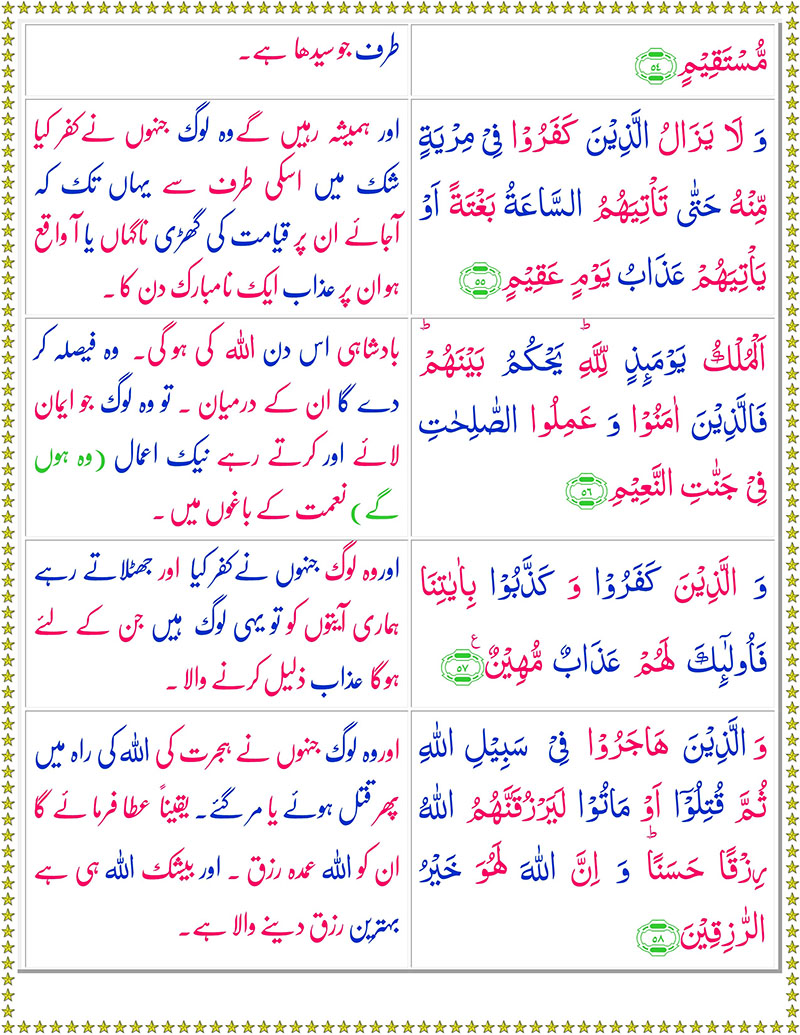 مُّسْتَقِيْمٍ ﴿٥٤﴾
طرف جو سیدھا ہے۔
وَ لَا يَزَالُ الَّذِيْنَ كَفَرُوْا فِيْ مِرْيَةٍ
مِّنْهُ حَتّٰى تَاْتِيَهُمُ السَّاعَةُ بَغْتَةً اَوْ
يَاْتِيَهُمْ عَذَابُ يَوْمٍ عَقِيْمٍ ﴿٥٥﴾
اور ہمیشہ رہیں گے وہ لوگ جنہوں نے کفر کیا
شک میں اسکی طرف سے یہاں تک کہ
آجائے ان پر قیامت کی گھڑی ناگہاں یا آ واقع
ہو ان پر عذاب ایک نامبارک دن کا۔
اَلْمُلْكُ يَوْمَئِذٍ لِّلّٰهِ ؕ يَحْكُمُ بَيْنَهُمْ ؕ
فَالَّذِيْنَ اٰمَنُوْا وَ عَمِلُوا الصّٰلِحٰتِ
فِيْ جَنّٰتِ النَّعِيْمِ ﴿٥٦﴾
بادشاہی اس دن اللہ کی ہوگی۔ وہ فیصلہ کر
دے گا ان کے درمیان ۔ تو وہ لوگ جو ایمان
لائے اور کرتے رہے نیک اعمال (وہ ہوں
گے) نعمت کے باغوں میں ۔
وَ الَّذِيْنَ كَفَرُوْا وَ كَذَّبُوْا بِاٰيٰتِنَا
فَاُولٰٓئِكَ لَهُمْ عَذَابٌ مُّهِيْنٌ ﴿٥٧﴾ ع
اور وہ لوگ جنہوں نے کفر کیا اور جھٹلاتے رہے
ہماری آیتوں کو تو یہی لوگ ہیں جن کے لئے
ہوگا عذاب ذلیل کرنے والا ۔
وَ الَّذِيْنَ هَاجَرُوْا فِيْ سَبِيْلِ اللّٰهِ
ثُمَّ قُتِلُوْٓا اَوْ مَاتُوْا لَيَرْزُقَنَّهُمُ اللّٰهُ
رِزْقًا حَسَنًا ؕ وَ اِنَّ اللّٰهَ لَهُوَ خَيْرُ
الرّٰزِقِيْنَ ﴿٥٨﴾
اور وہ لوگ جنہوں نے ہجرت کی اللہ کی راہ میں
پھر قتل ہوئے یا مر گئے۔ یقیناً عطا فرمائے گا
ان کو اللہ عمدہ رزق ۔ اور بیشک اللہ ہی ہے
بہترین رزق دینے والا ہے۔